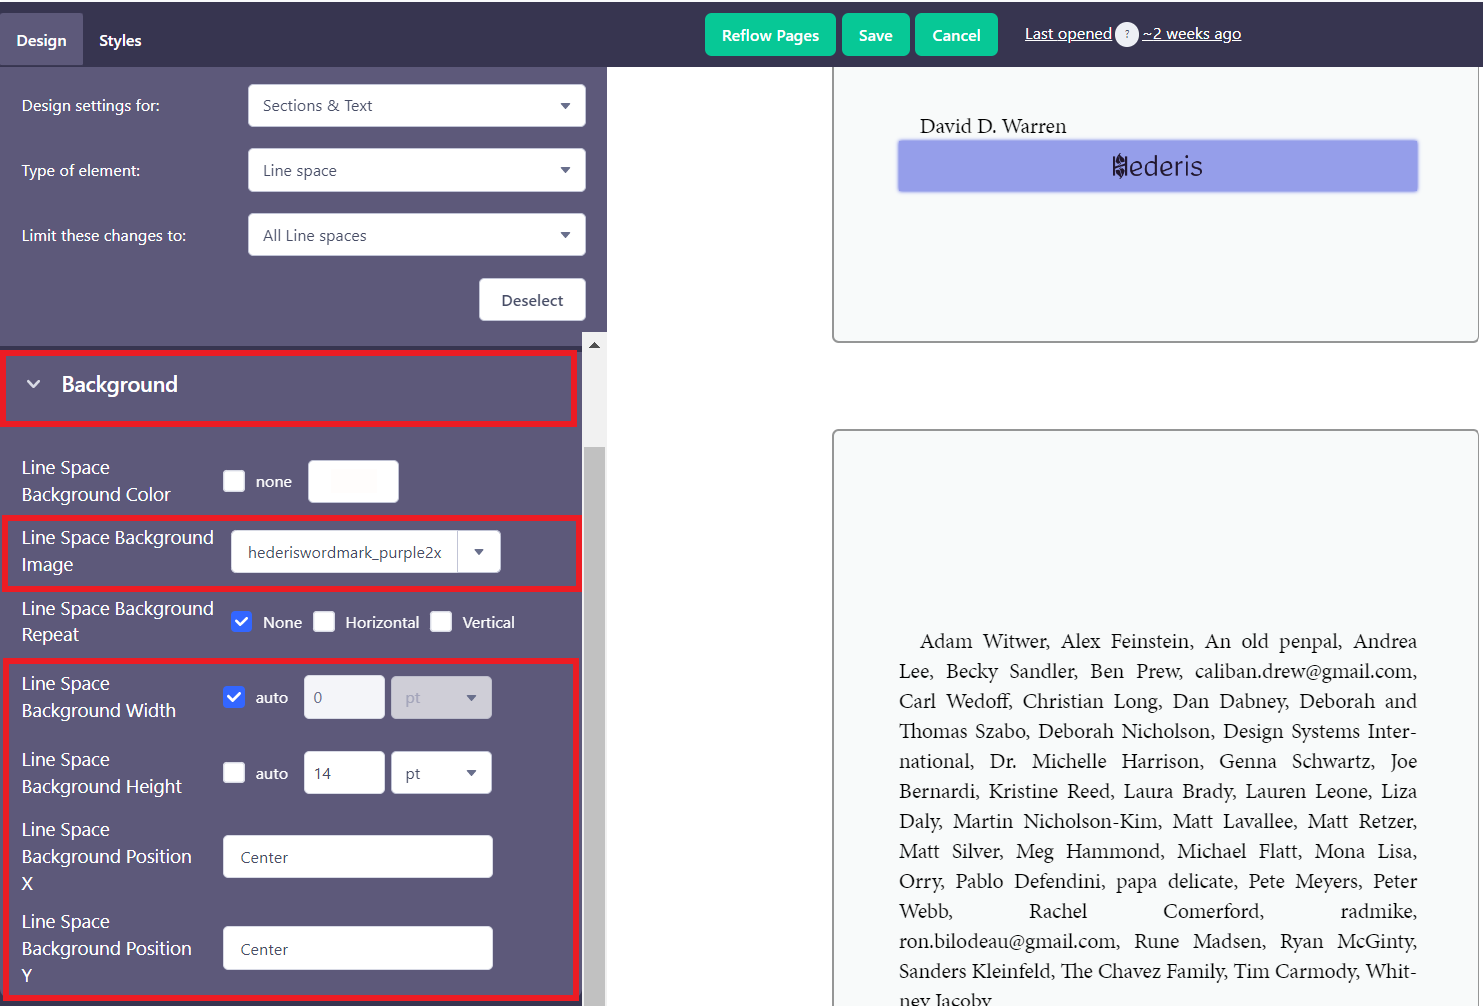 Design
Styles
Reflow Pages
Save
Cancel
Last opened ? ~2 weeks ago
Design settings for:
Sections & Text
Type of element:
Line space
Limit these changes to:
All Line spaces
Deselect
Background
Line Space
Background Color
none
Line Space Background
Image
hederiswordmark_purple2x
Line Space Background
Repeat
None
Horizontal
Vertical
Line Space
Background Width
auto
0
pt
Line Space
Background Height
auto
14
pt
Line Space
Background Position
X
Center
Line Space
Background Position
Y
Center
David D. Warren
Hederis
Adam Witwer, Alex Feinstein, An old penpal, Andrea
Lee, Becky Sandler, Ben Prew, caliban.drew@gmail.com,
Carl Wedoff, Christian Long, Dan Dabney, Deborah and
Thomas Szabo, Deborah Nicholson, Design Systems Inter-
national, Dr. Michelle Harrison, Genna Schwartz, Joe
Bernardi, Kristine Reed, Laura Brady, Lauren Leone, Liza
Daly, Martin Nicholson-Kim, Matt Lavallee, Matt Retzer,
Matt Silver, Meg Hammond, Michael Flatt, Mona Lisa,
Orry, Pablo Defendini, papa delicate, Pete Meyers, Peter
Webb, Rachel Comerford, radmike,
ron.bilodeau@gmail.com, Rune Madsen, Ryan McGinty,
Sanders Kleinfeld, The Chavez Family, Tim Carmody, Whit-
ney Jacoby